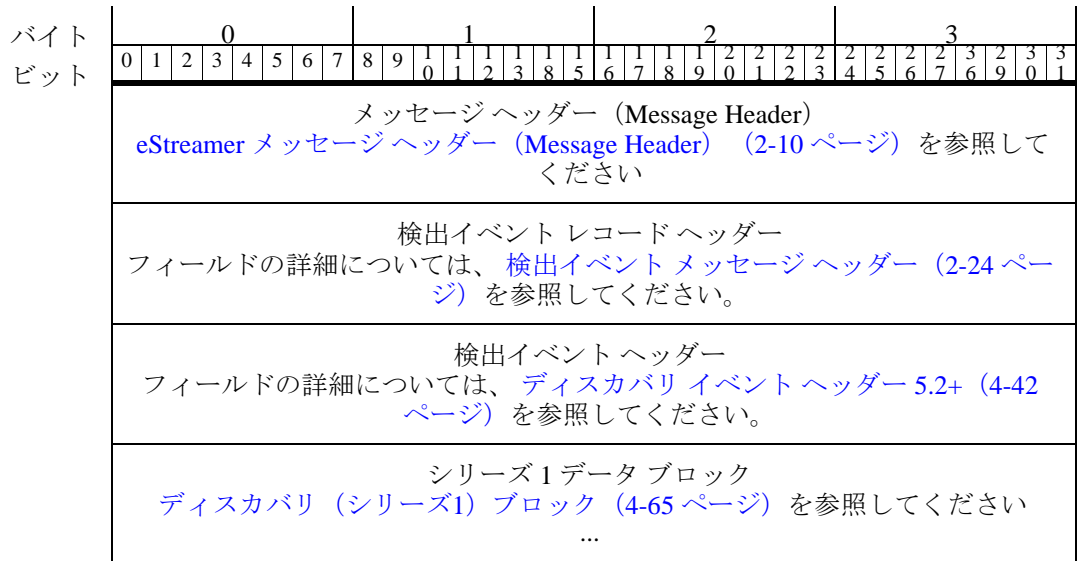 バイト 0 1 2 3
ビット 0 1 2 3 4 5 6 7 8 9 10 11 12 13 18 15 16 17 18 19 20 21 22 23 24 25 26 27 36 29 30 31
メッセージ ヘッダー（Message Header）
eStreamer メッセージ ヘッダー（Message Header）（2-10 ページ）を参照して
ください
検出イベント レコード ヘッダー
フィールドの詳細については、 検出イベント メッセージ ヘッダー（2-24 ペー
ジ）を参照してください。
検出イベント ヘッダー
フィールドの詳細については、 ディスカバリ イベント ヘッダー 5.2+（4-42
ページ）を参照してください。
シリーズ 1 データ ブロック
ディスカバリ（シリーズ1）ブロック（4-65 ページ）を参照してください
...